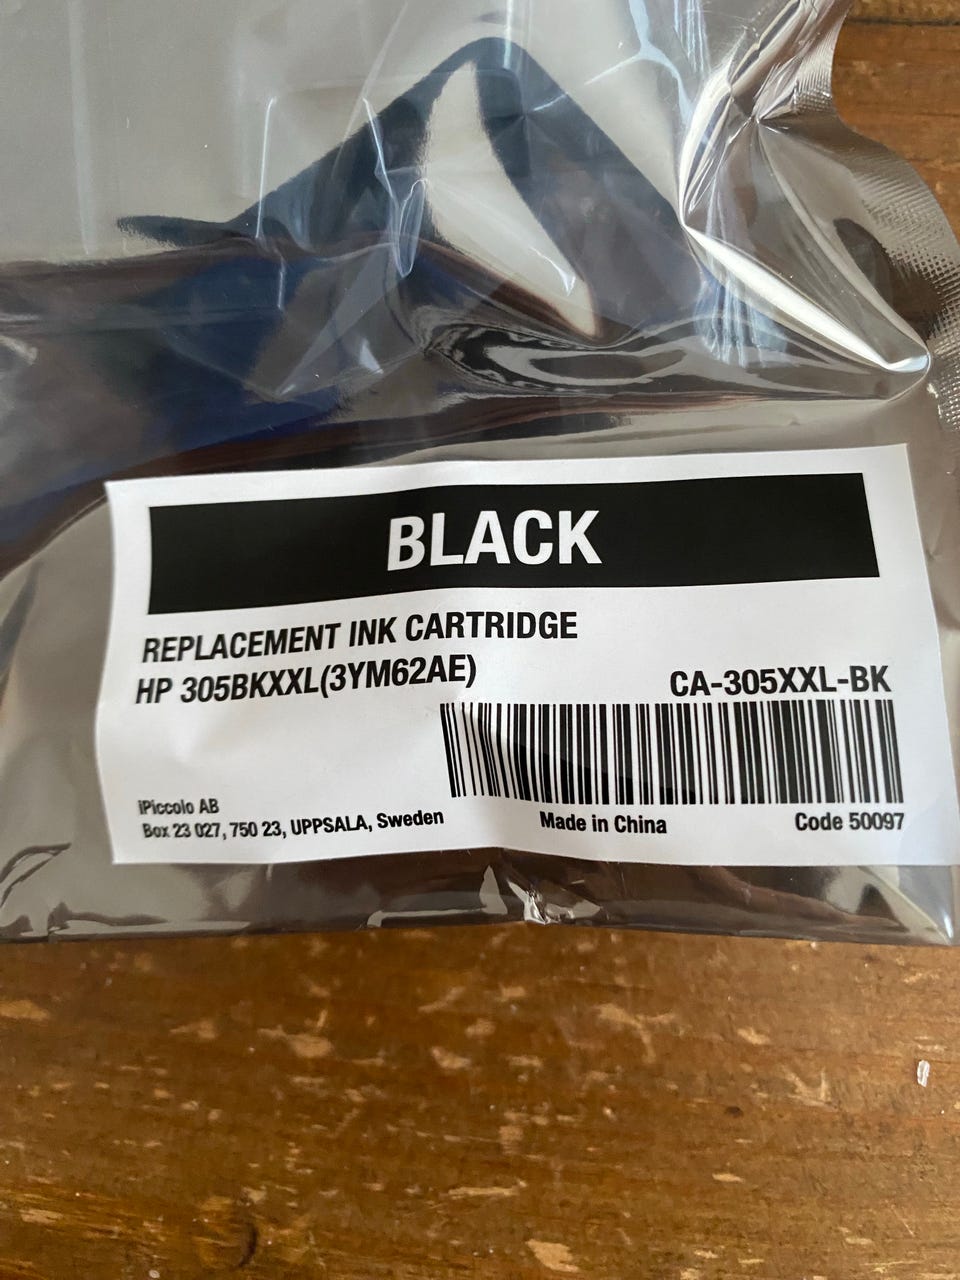 BLACK
REPLACEMENT INK CARTRIDGE
HP 305BKXXL(3YM62AE)
CA-305XXL-BK
iPiccolo AB
Box 23 027, 750 23, UPPSALA, Sweden
Made in China
Code 50097